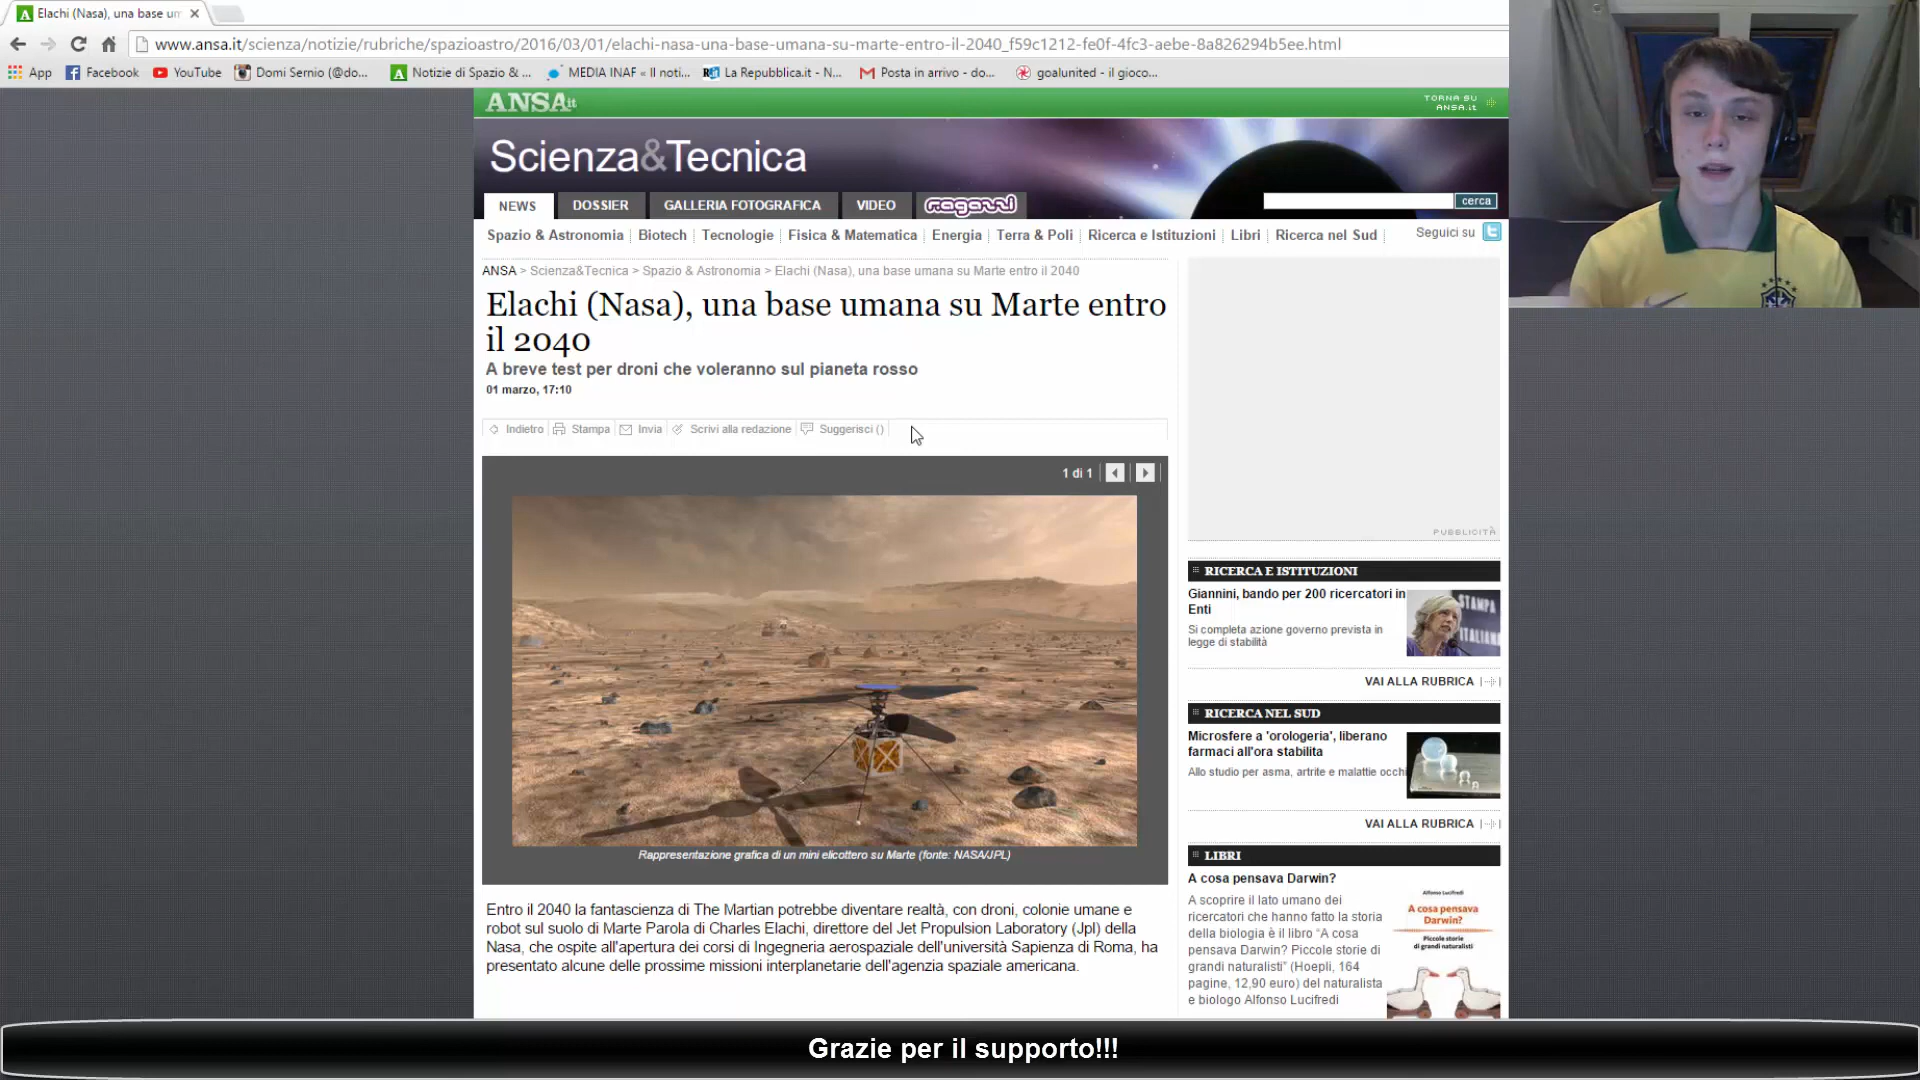 Elachi (Nasa), una base un
www.ansa.it/scienza/notizie/rubriche/spazioastro/2016/03/01/elachi-nasa-una-base-umana-su-marte-entro-il-2040_f59c1212-fe0f-4fc3-aebe-8a826294b5ee.html
App Facebook YouTube Domi Sernio (@do... Notizie di Spazio & ... MEDIA INAF « Il noti... La Repubblica.it - N... Posta in arrivo - do... goalunited - il gioco...
ANSA.it
TORNA SU
ANSA.it
Scienza&Tecnica
NEWS DOSSIER GALLERIA FOTOGRAFICA VIDEO ragazzi
cerca
Spazio & Astronomia Biotech Tecnologie Fisica & Matematica Energia Terra & Poli Ricerca e Istituzioni Libri Ricerca nel Sud
Seguici su
ANSA > Scienza&Tecnica > Spazio & Astronomia > Elachi (Nasa), una base umana su Marte entro il 2040
Elachi (Nasa), una base umana su Marte entro
il 2040
A breve test per droni che voleranno sul pianeta rosso
01 marzo, 17:10
Indietro Stampa Invia Scrivi alla redazione Suggerisci ()
1 di 1
Rappresentazione grafica di un mini elicottero su Marte (fonte: NASA/JPL)
Entro il 2040 la fantascienza di The Martian potrebbe diventare realtà, con droni, colonie umane e
robot sul suolo di Marte Parola di Charles Elachi, direttore del Jet Propulsion Laboratory (Jpl) della
Nasa, che ospite all'apertura dei corsi di Ingegneria aerospaziale dell'università Sapienza di Roma, ha
presentato alcune delle prossime missioni interplanetarie dell'agenzia spaziale americana.
PUBBLICITÀ
RICERCA E ISTITUZIONI
Giannini, bando per 200 ricercatori in
Enti
Si completa azione governo prevista in
legge di stabilità
STAMPA
ITALIAN
VAI ALLA RUBRICA
RICERCA NEL SUD
Microsfere a 'orologeria', liberano
farmaci all'ora stabilita
Allo studio per asma, artrite e malattie occhi
VAI ALLA RUBRICA
LIBRI
A cosa pensava Darwin?
A scoprire il lato umano dei
ricercatori che hanno fatto la storia
della biologia è il libro “A cosa
pensava Darwin? Piccole storie di
grandi naturalisti” (Hoepli, 164
pagine, 12,90 euro) del naturalista
e biologo Alfonso Lucifredi
Alfonso Lucifredi
A cosa pensava
Darwin?
Piccole storie
di grandi naturalisti
Grazie per il supporto!!!